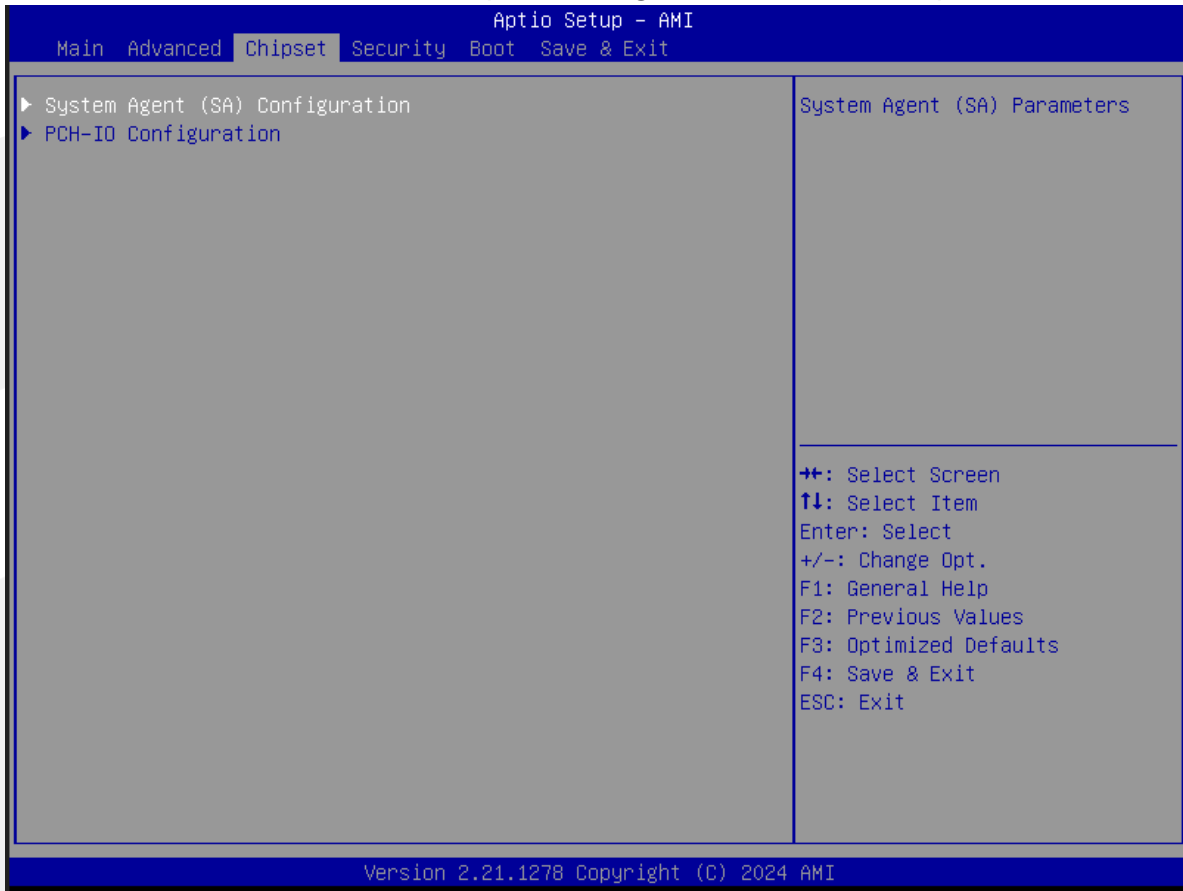 Aptio Setup – AMI
Main Advanced Chipset Security Boot Save & Exit
▶ System Agent (SA) Configuration
▶ PCH-IO Configuration
System Agent (SA) Parameters
→←: Select Screen
↑↓: Select Item
Enter: Select
+/-: Change Opt.
F1: General Help
F2: Previous Values
F3: Optimized Defaults
F4: Save & Exit
ESC: Exit
Version 2.21.1278 Copyright (C) 2024 AMI